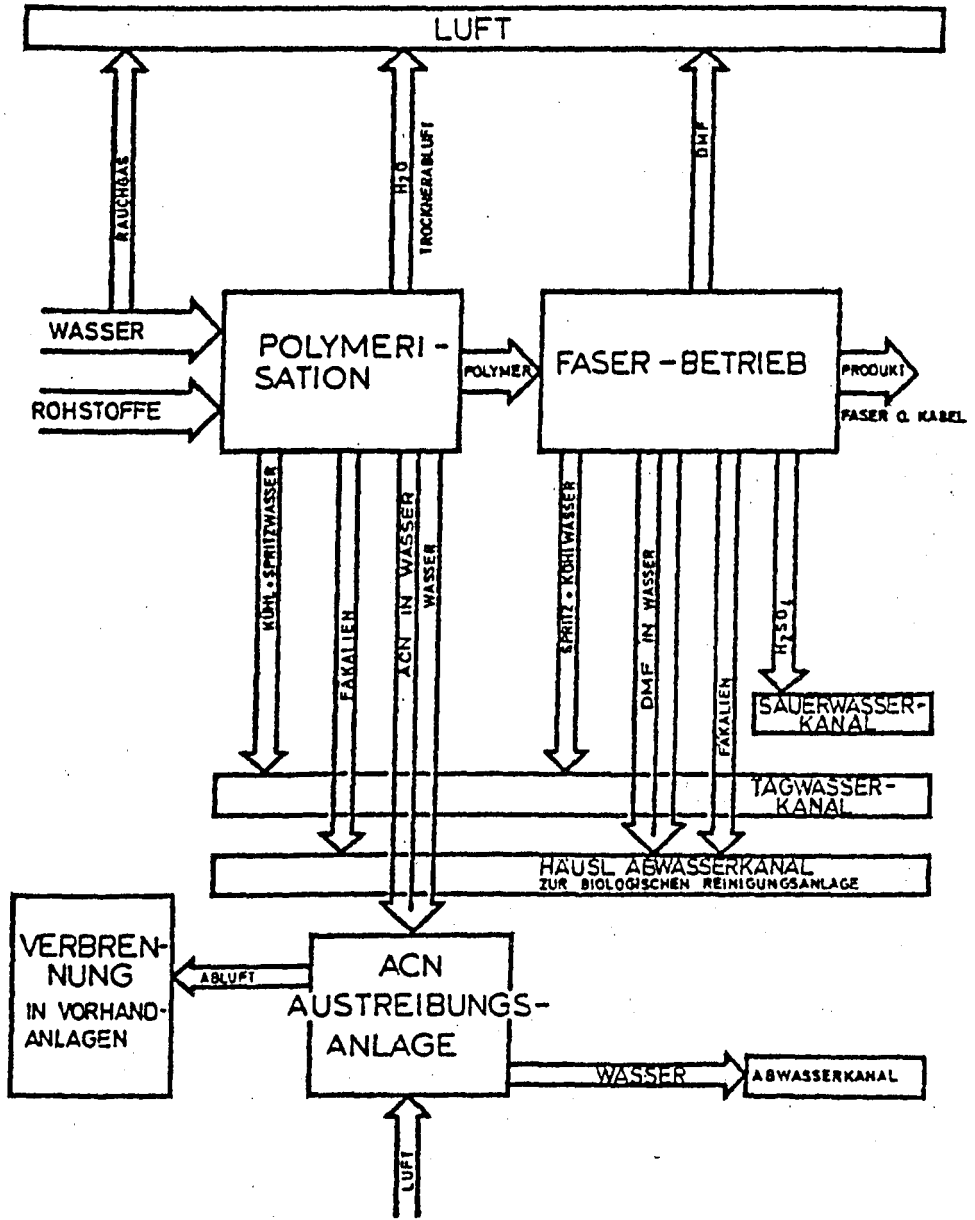 LUFT
RAUCHGAS
H₂O
TROCKNERABLUFT
DMF
WASSER
ROHSTOFFE
POLYMERI-
SATION
POLYMER
FASER-BETRIEB
PRODUKT
FASER O. KABEL
KÜHL + SPRITZWASSER
FÄKALIEN
ACN IN WASSER
WASSER
SPRITZ + KÜHLWASSER
DMF IN WASSER
FÄKALIEN
H₂SO₄
SAUERWASSER-
KANAL
TAGWASSER-
KANAL
HÄUSL ABWASSERKANAL
ZUR BIOLOGISCHEN REINIGUNGSANLAGE
VERBREN-
NUNG
IN VORHAND-
ANLAGEN
ABLUFT
ACN
AUSTREIBUNGS-
ANLAGE
WASSER
ABWASSERKANAL
LUFT